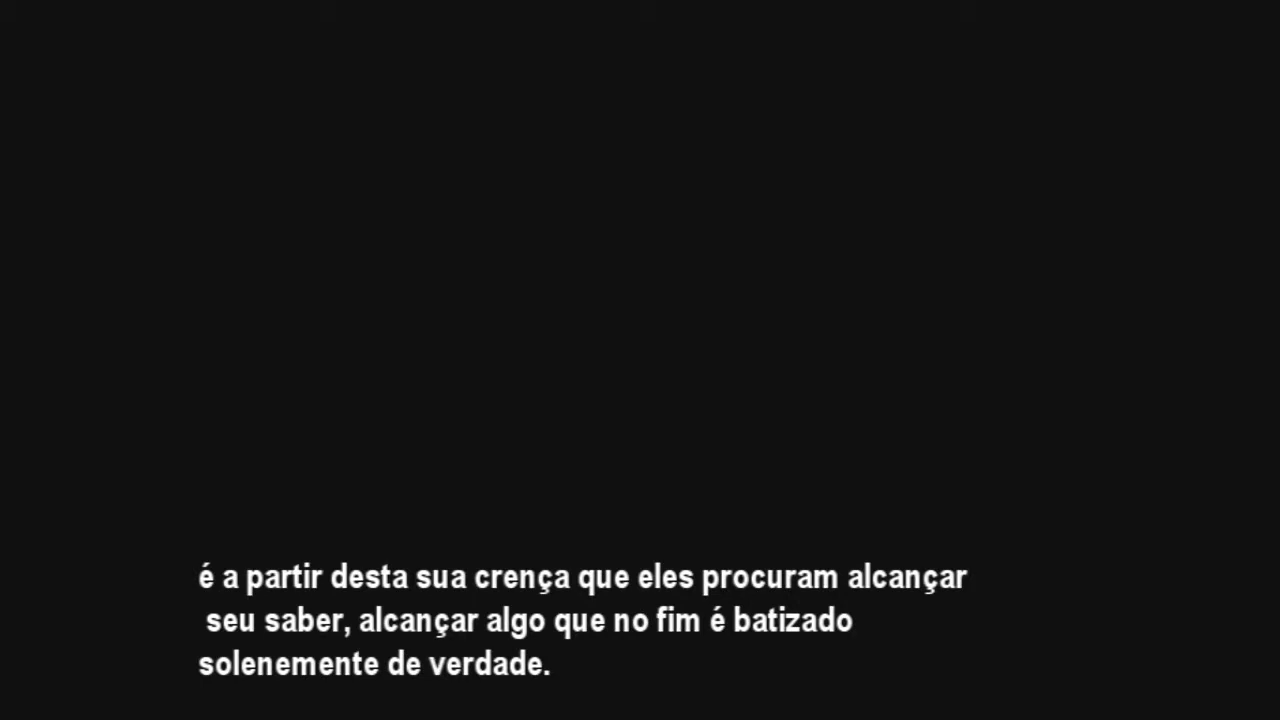 é a partir desta sua crença que eles procuram alcançar
seu saber, alcançar algo que no fim é batizado
solenemente de verdade.